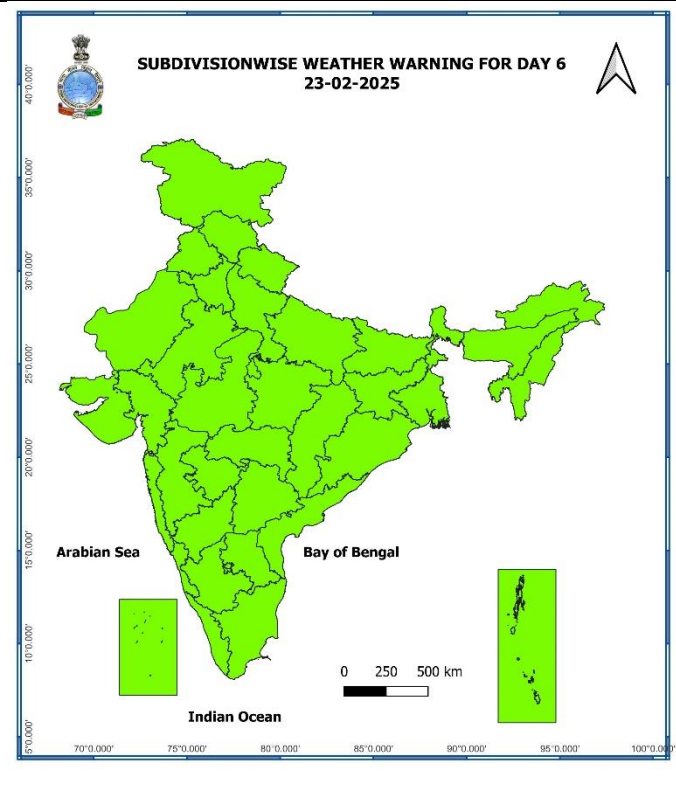 SUBDIVISIONWISE WEATHER WARNING FOR DAY 6
23-02-2025
40°0.000'
35°0.000'
30°0.000'
25°0.000'
20°0.000'
15°0.000'
10°0.000'
5°0.000'
Arabian Sea
Bay of Bengal
0 250 500 km
Indian Ocean
70°0.000' 75°0.000' 80°0.000' 85°0.000' 90°0.000' 95°0.000' 100°0.000'